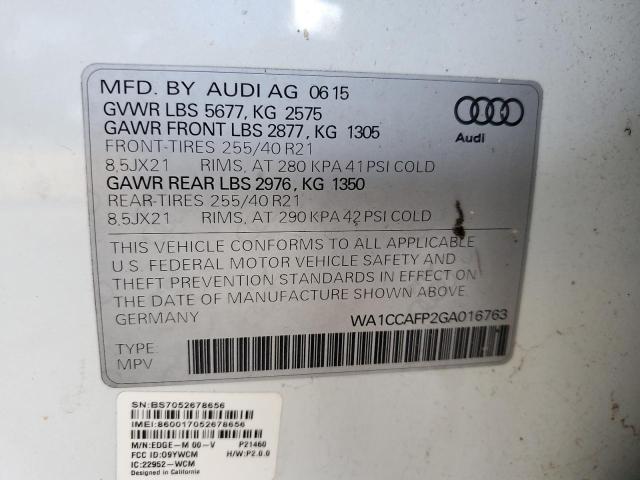 MFD. BY AUDI AG 06 15
GVWR LBS 5677, KG 2575
GAWR FRONT LBS 2877, KG 1305
FRONT-TIRES 255/40 R21
8,5JX21 RIMS, AT 280 KPA 41 PSI COLD
GAWR REAR LBS 2976, KG 1350
REAR-TIRES 255/40 R21
8,5JX21 RIMS, AT 290 KPA 42 PSI COLD
Audi
THIS VEHICLE CONFORMS TO ALL APPLICABLE
U.S. FEDERAL MOTOR VEHICLE SAFETY AND
THEFT PREVENTION STANDARDS IN EFFECT ON
THE DATE OF MANUFACTURE SHOWN ABOVE
GERMANY WA1CCAFP2GA016763
TYPE:
MPV
SN:BS7052678656
IMEI:860017052678656
M/N:EDGE-M 00-V P21460
FCC ID:O9YWCM H/W:P2.0.0
IC:22952-WCM
Designed in California